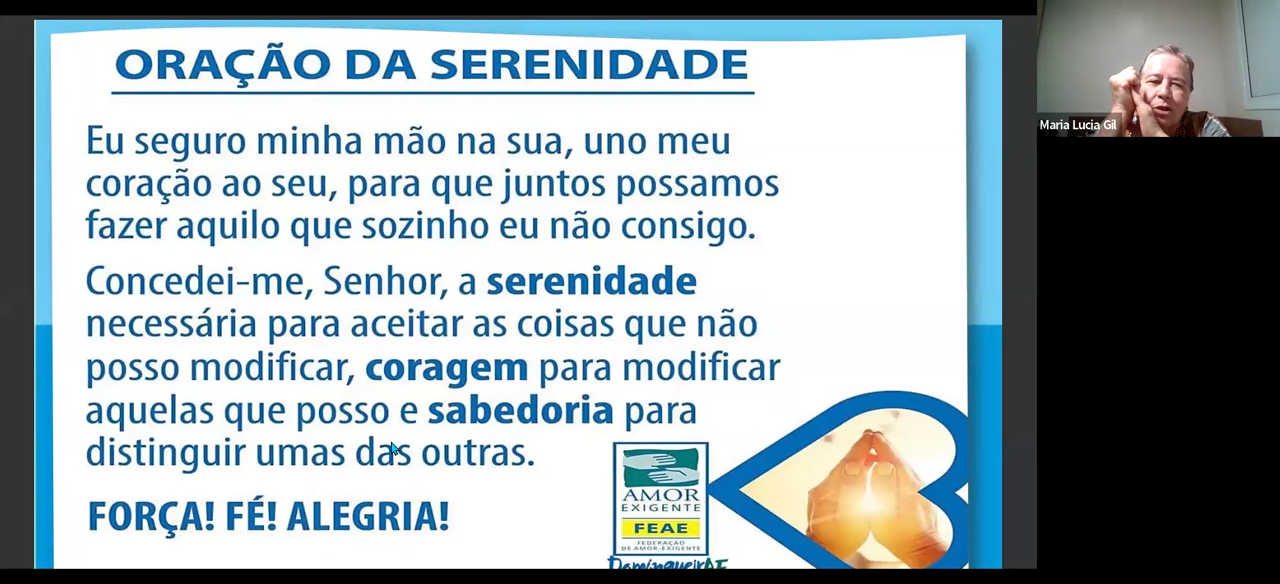 ORAÇÃO DA SERENIDADE
Eu seguro minha mão na sua, uno meu
coração ao seu, para que juntos possamos
fazer aquilo que sozinho eu não consigo.
Concedei-me, Senhor, a serenidade
necessária para aceitar as coisas que não
posso modificar, coragem para modificar
aquelas que posso e sabedoria para
distinguir umas das outras.
FORÇA! FÉ! ALEGRIA!
AMOR
EXIGENTE
FEAE
FEDERAÇÃO
DE AMOR-EXIGENTE
DomingueirAE
Maria Lucia Gil